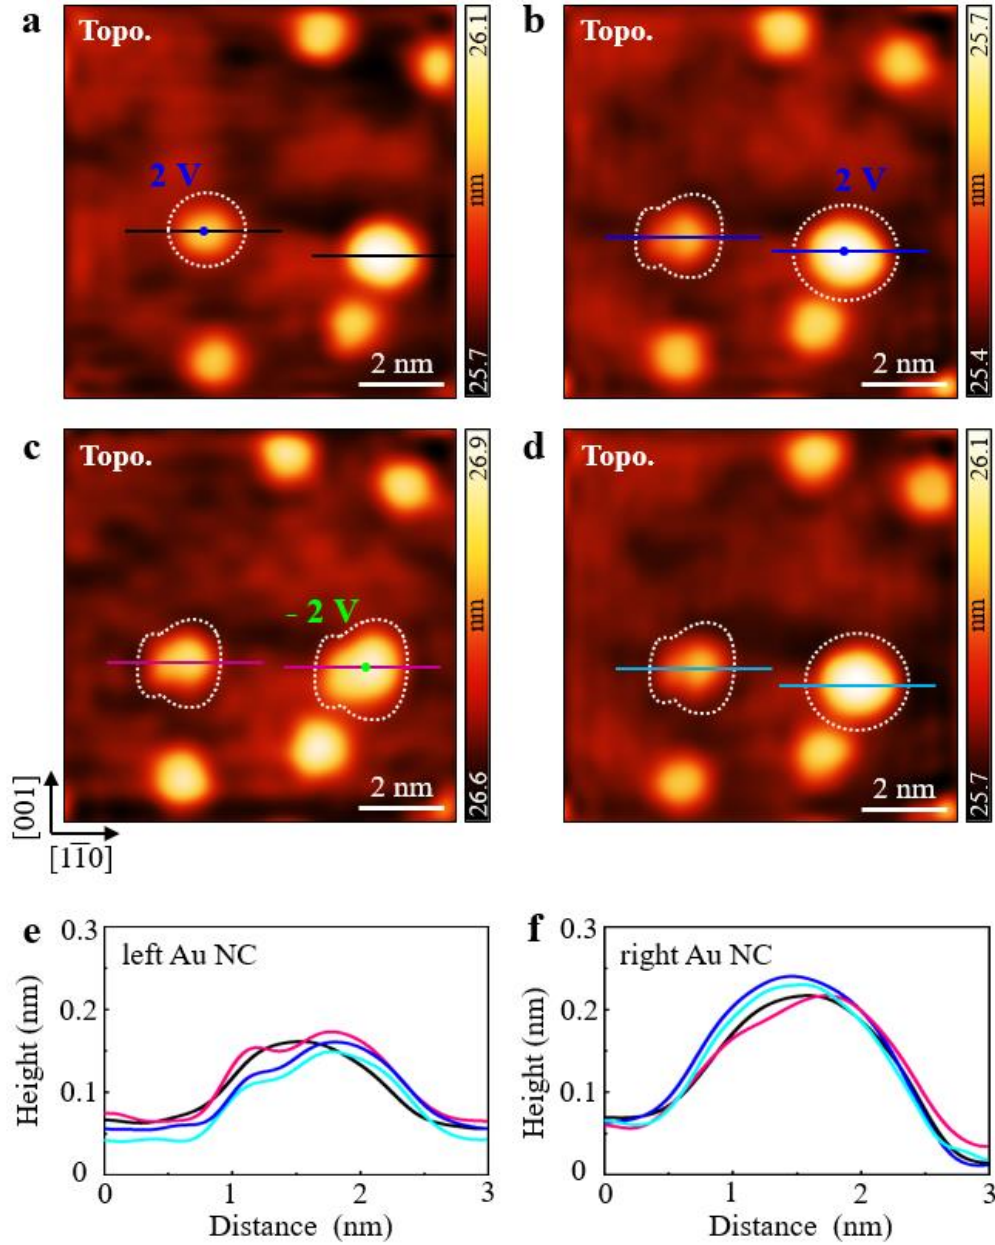 a
Topo.
2 V
2 nm
26.1
nm
25.7
b
Topo.
2 V
2 nm
25.7
nm
25.4
c
Topo.
- 2 V
2 nm
26.9
nm
26.6
d
Topo.
2 nm
26.1
nm
25.7
[001]
[11̅0]
e
left Au NC
Height (nm)
0.3
0.2
0.1
0
0 1 2 3
Distance (nm)
f
right Au NC
Height (nm)
0.3
0.2
0.1
0
0 1 2 3
Distance (nm)